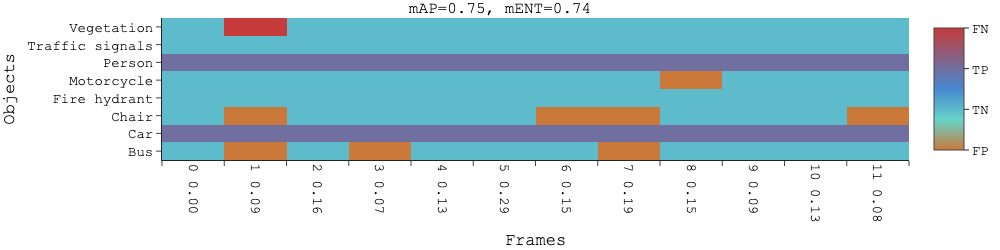 mAP=0.75, mENT=0.74
Objects
Vegetation
Traffic signals
Person
Motorcycle
Fire hydrant
Chair
Car
Bus
0 0.00
1 0.09
2 0.16
3 0.07
4 0.13
5 0.29
6 0.15
7 0.19
8 0.15
9 0.09
10 0.13
11 0.08
Frames
FN
TP
TN
FP